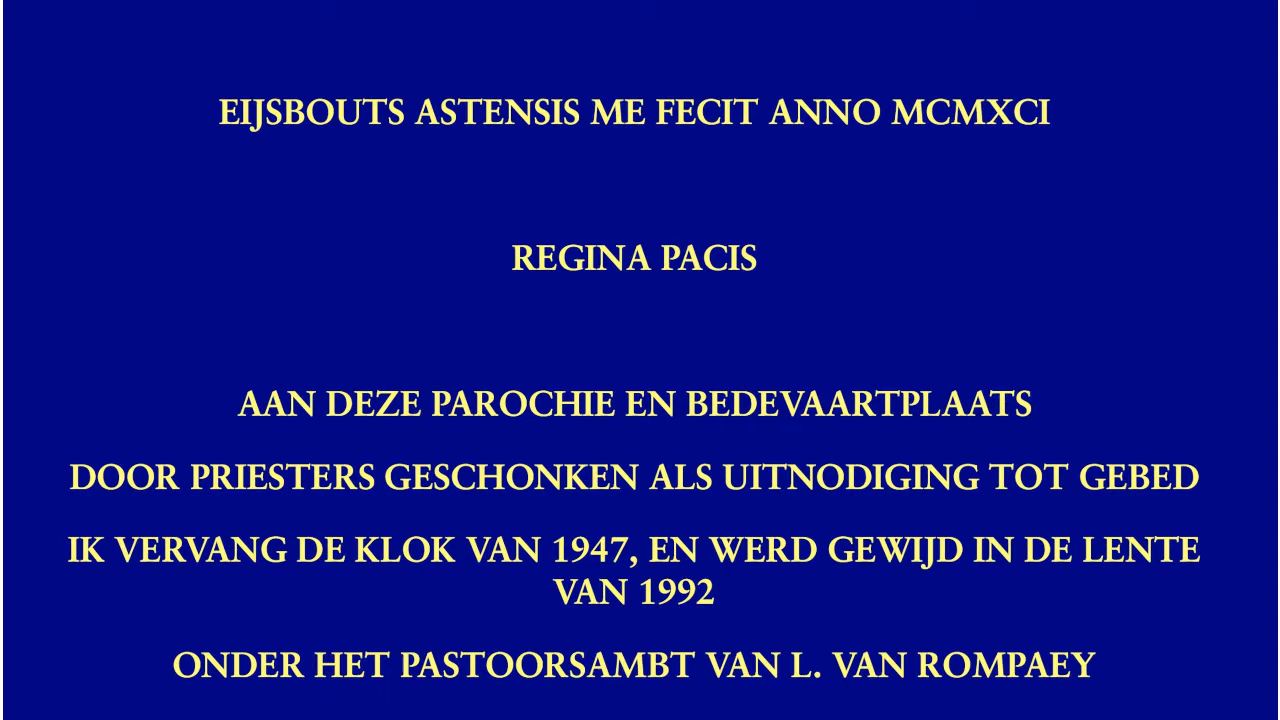 EIJSBOUTS ASTENSIS ME FECIT ANNO MCMXCI
REGINA PACIS
AAN DEZE PAROCHIE EN BEDEVAARTPLAATS
DOOR PRIESTERS GESCHONKEN ALS UITNODIGING TOT GEBED
IK VERVANG DE KLOK VAN 1947, EN WERD GEWIJD IN DE LENTE
VAN 1992
ONDER HET PASTOORSAMBT VAN L. VAN ROMPAEY